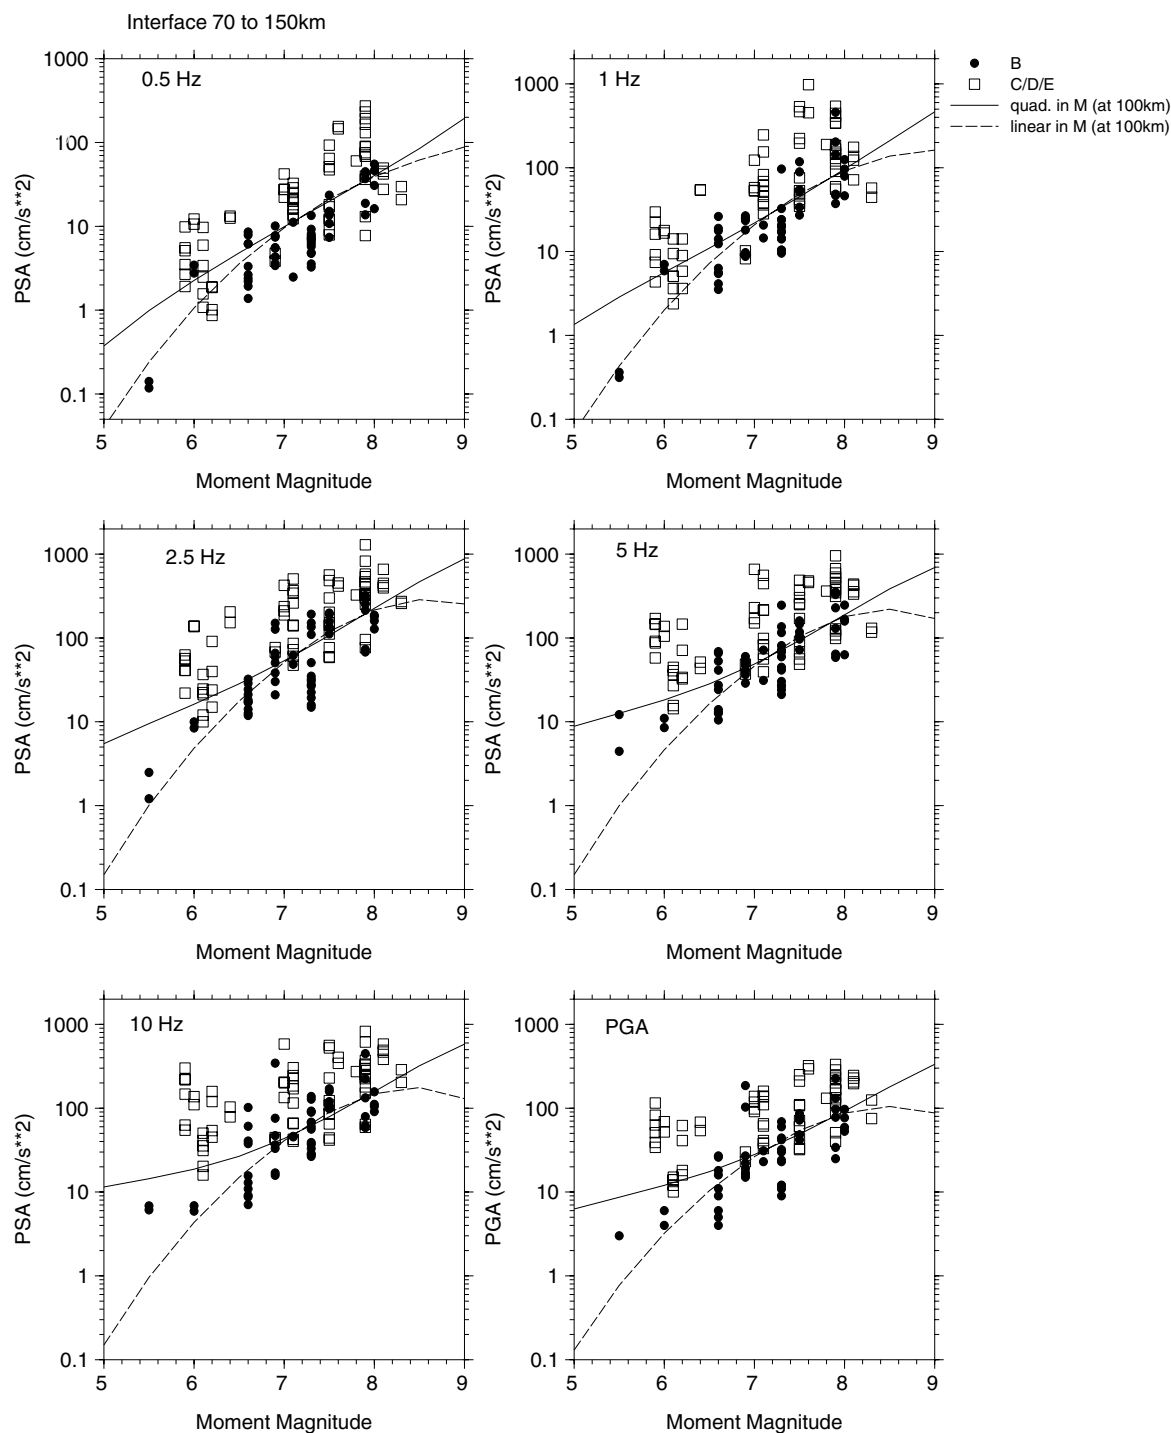 Interface 70 to 150km
B
C/D/E
quad. in M (at 100km)
linear in M (at 100km)
0.5 Hz
1000
100
10
1
0.1
PSA (cm/s**2)
5 6 7 8 9
Moment Magnitude
1 Hz
1000
100
10
1
0.1
PSA (cm/s**2)
5 6 7 8 9
Moment Magnitude
2.5 Hz
1000
100
10
1
0.1
PSA (cm/s**2)
5 6 7 8 9
Moment Magnitude
5 Hz
1000
100
10
1
0.1
PSA (cm/s**2)
5 6 7 8 9
Moment Magnitude
10 Hz
1000
100
10
1
0.1
PSA (cm/s**2)
5 6 7 8 9
Moment Magnitude
PGA
1000
100
10
1
0.1
PGA (cm/s**2)
5 6 7 8 9
Moment Magnitude